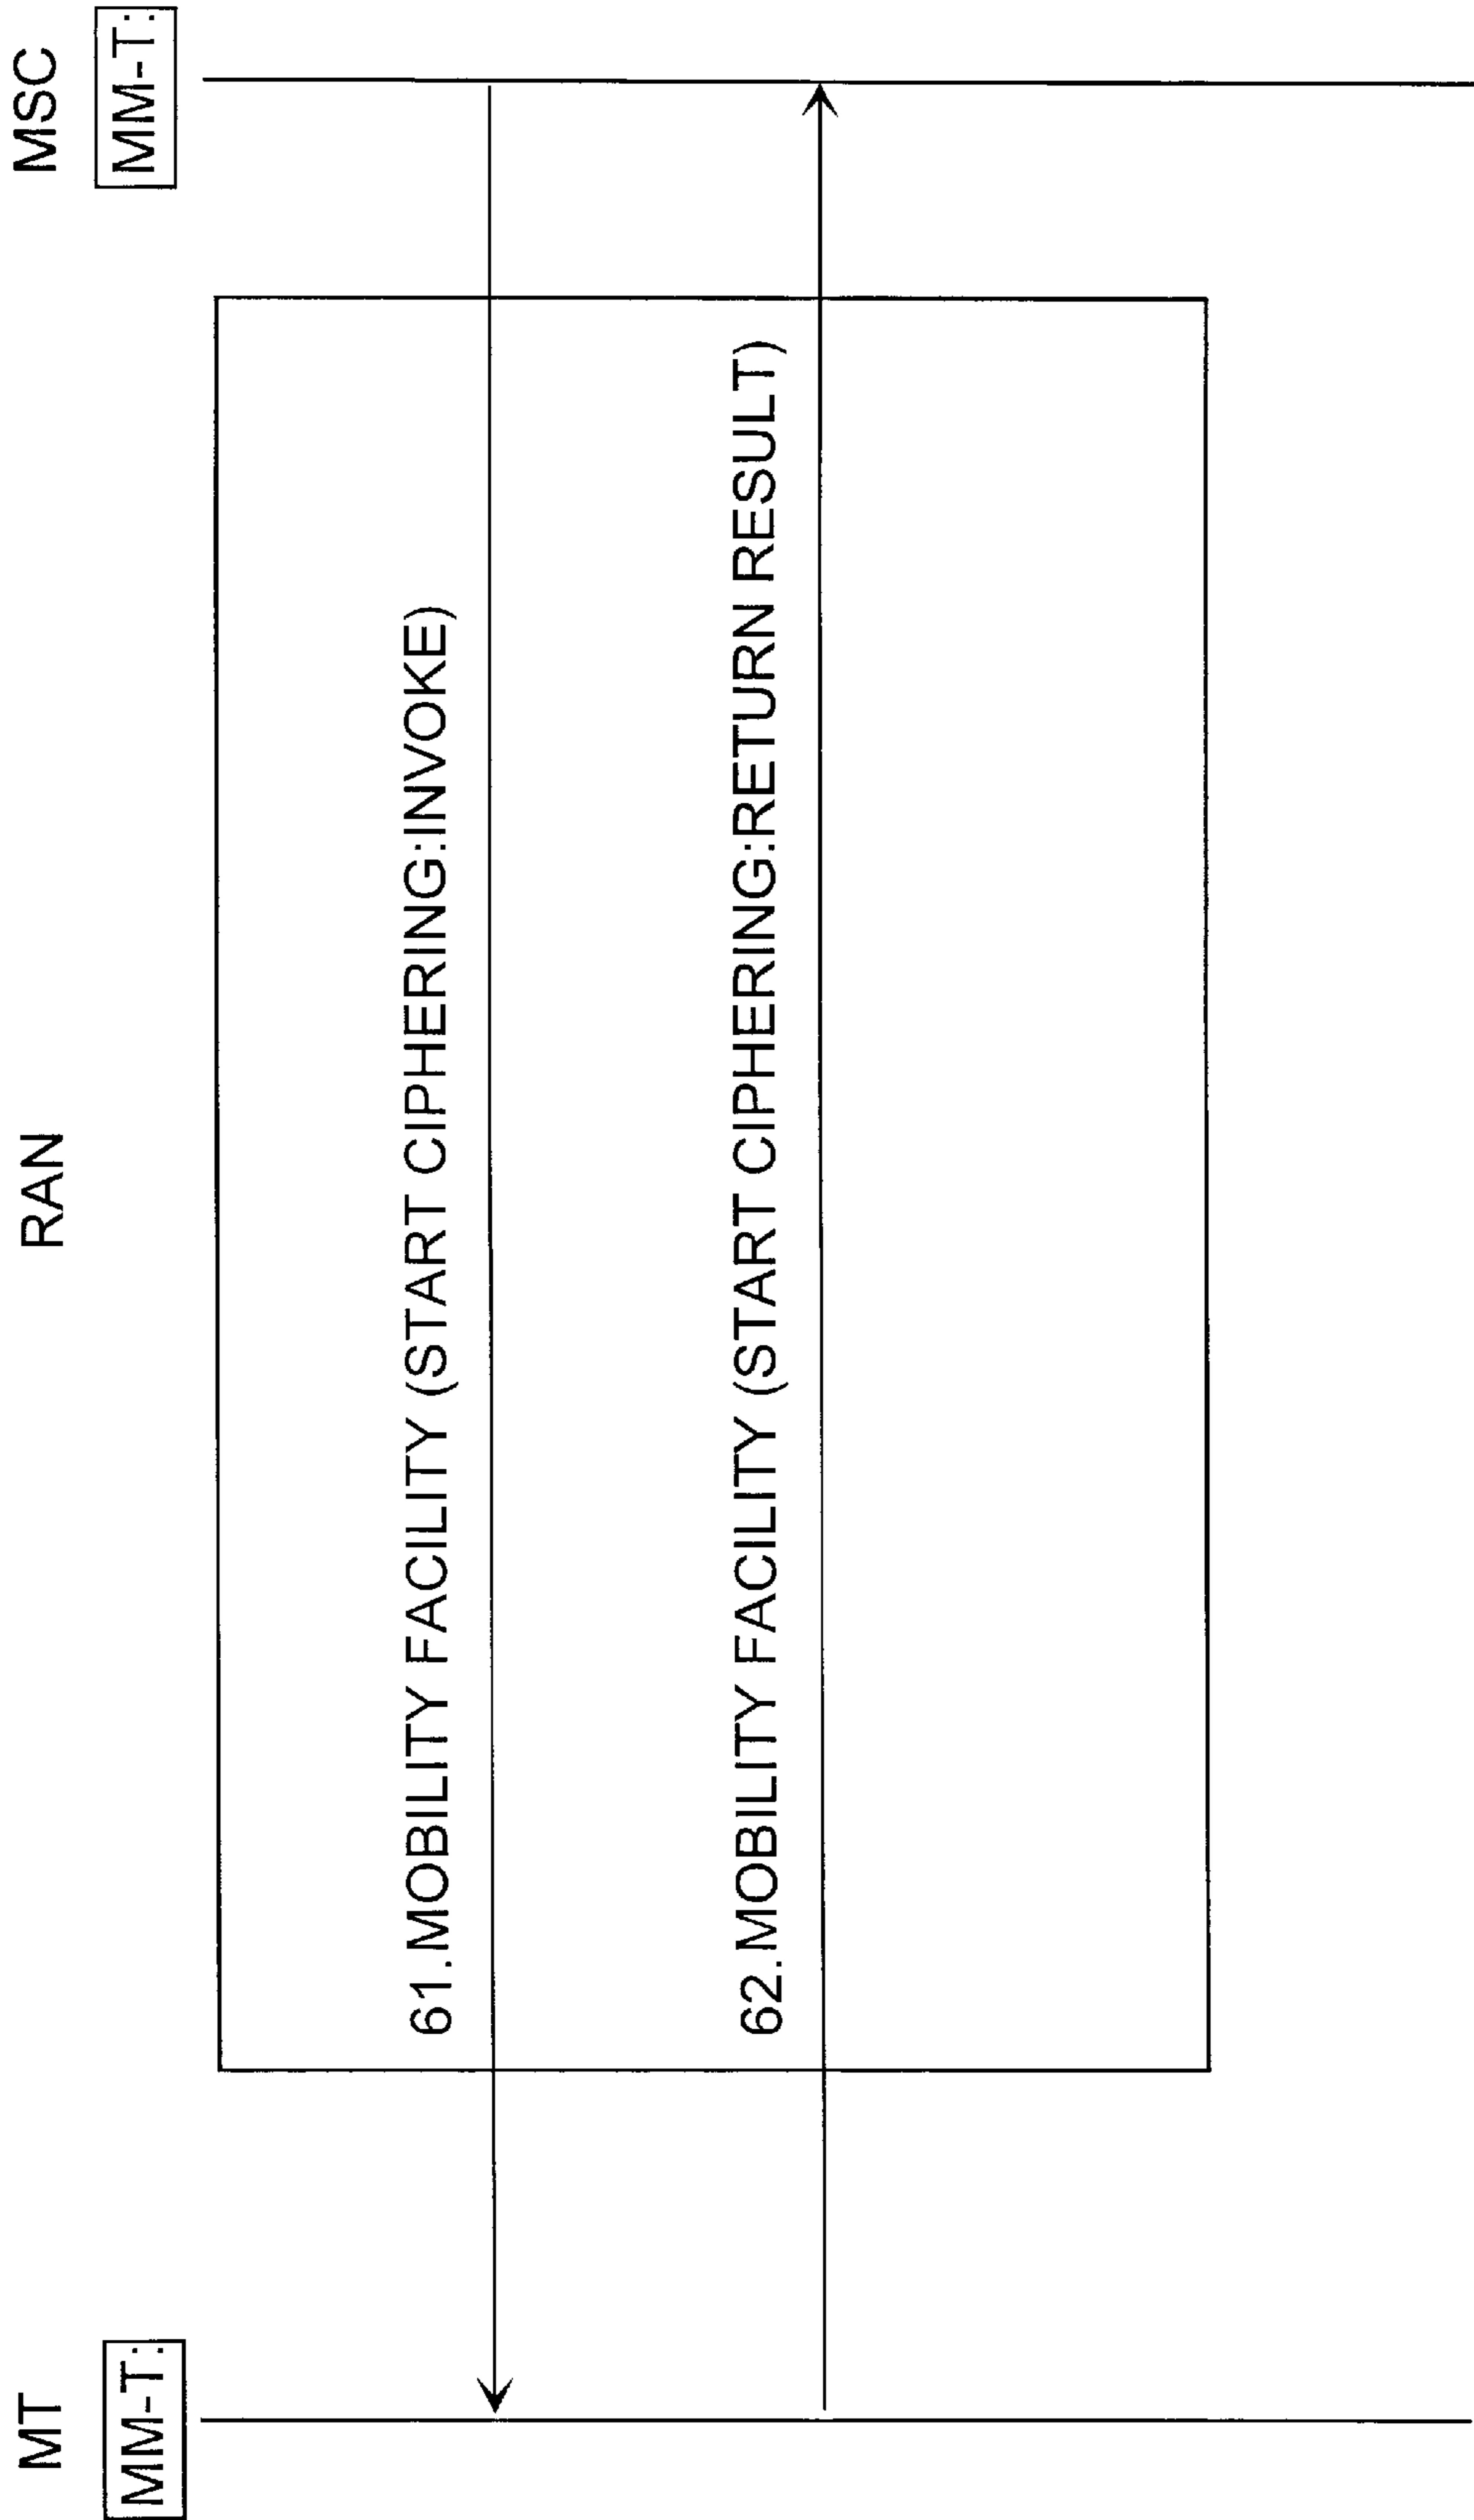 MT
RAN
MSC
MM-T:
MM-T:
61.MOBILITY FACILITY (START CIPHERING:INVOKE)
62.MOBILITY FACILITY (START CIPHERING:RETURN RESULT)